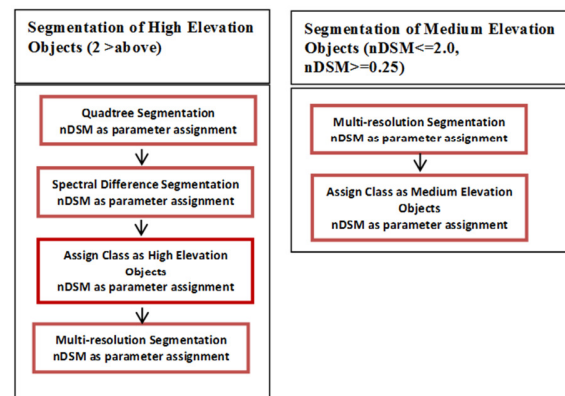 Segmentation of High Elevation
Objects (2 >above)
Quadtree Segmentation
nDSM as parameter assignment
Spectral Difference Segmentation
nDSM as parameter assignment
Assign Class as High Elevation
Objects
nDSM as parameter assignment
Multi-resolution Segmentation
nDSM as parameter assignment
Segmentation of Medium Elevation
Objects (nDSM<=2.0,
nDSM>=0.25)
Multi-resolution Segmentation
nDSM as parameter assignment
Assign Class as Medium Elevation
Objects
nDSM as parameter assignment